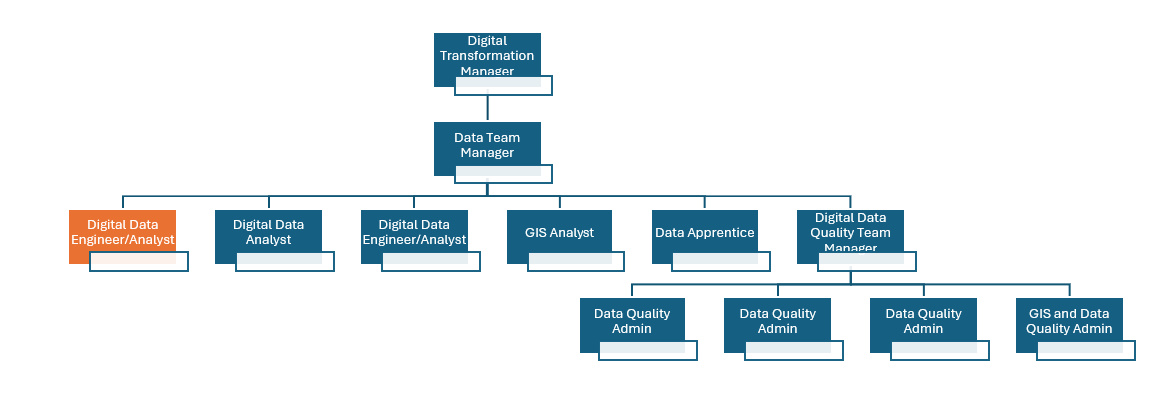 Digital
Transformation
Manager
Data Team
Manager
Digital Data
Engineer/Analyst
Digital Data
Analyst
Digital Data
Engineer/Analyst
GIS Analyst
Data Apprentice
Digital Data
Quality Team
Manager
Data Quality
Admin
Data Quality
Admin
Data Quality
Admin
GIS and Data
Quality Admin